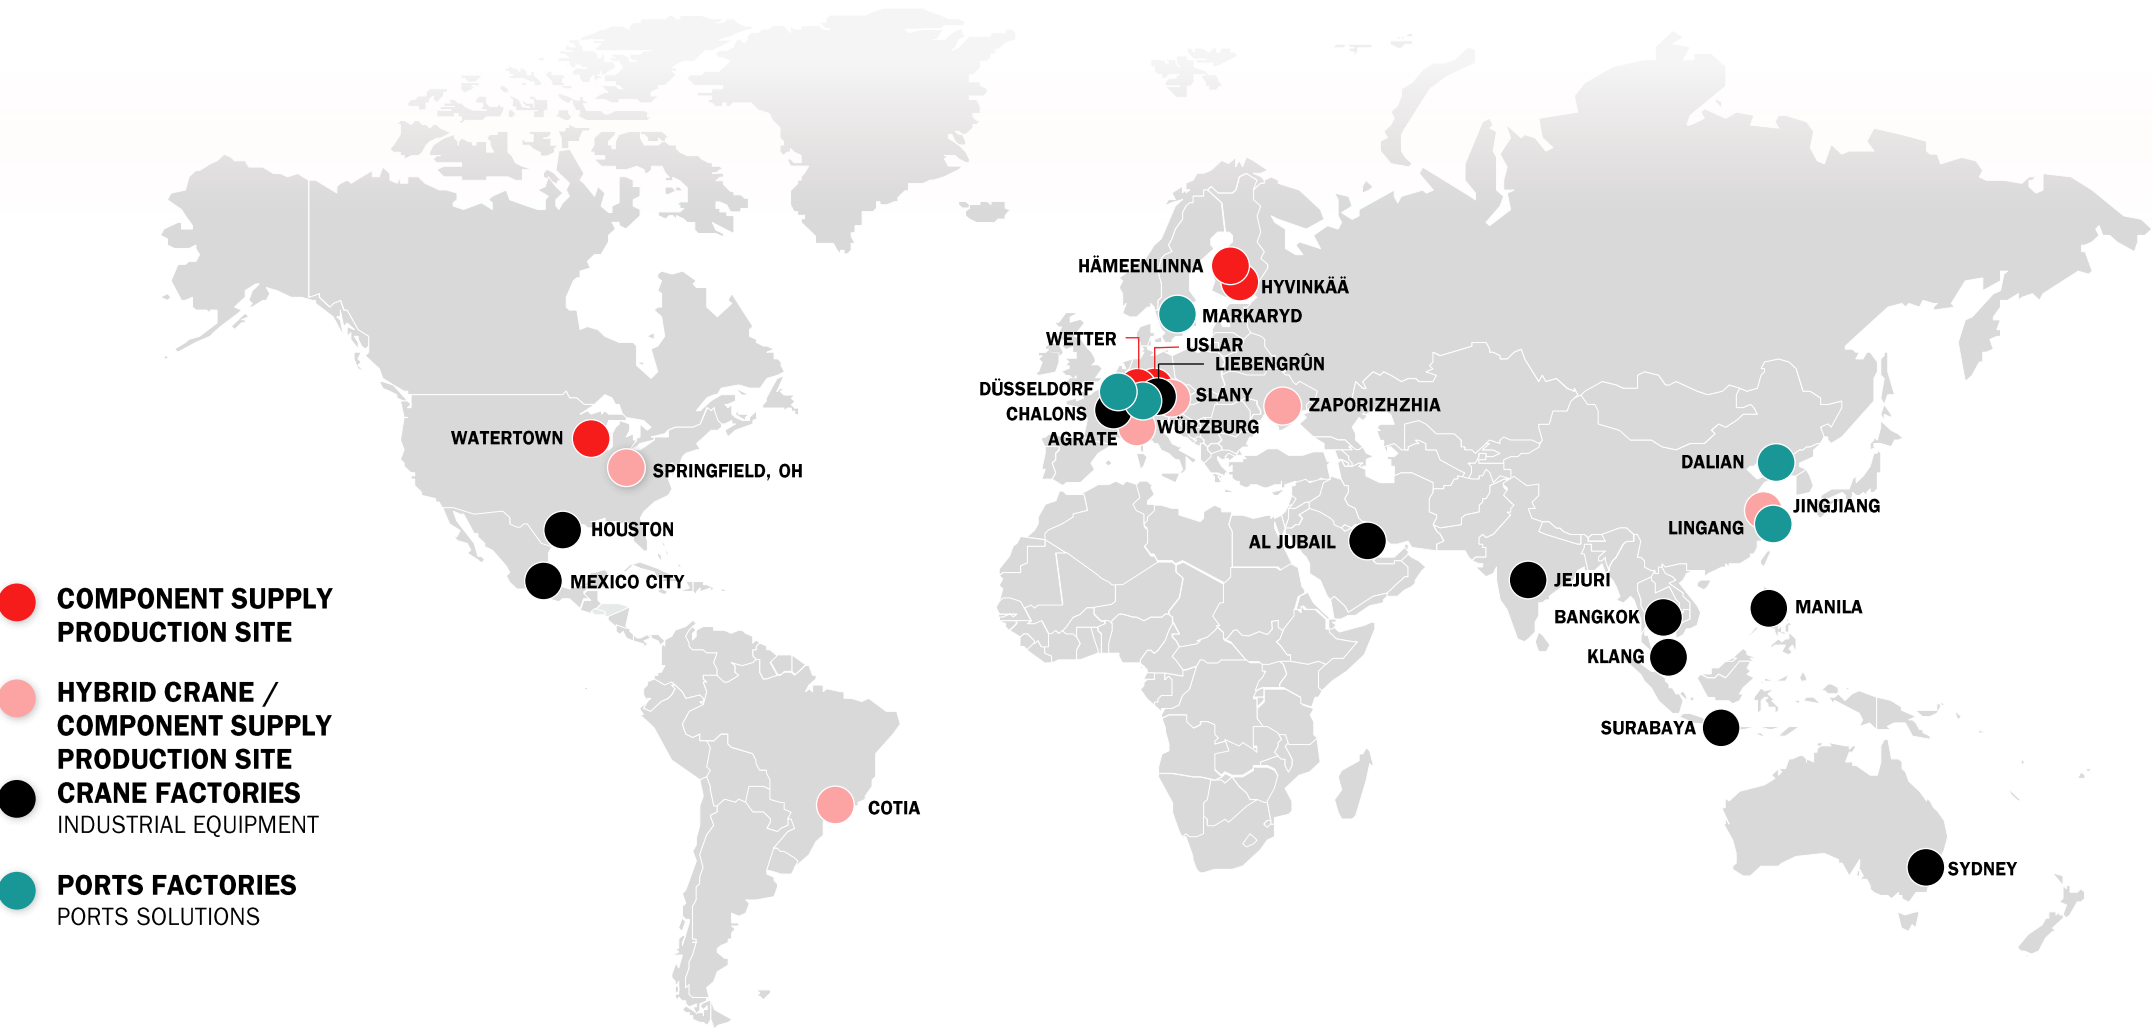 HÄMEENLINNA
HYVINKÄÄ
MARKARYD
WETTER
USLAR
LIEBENGRÛN
DÜSSELDORF
SLANY
CHALONS
ZAPORIZHZHIA
WÜRZBURG
AGRATE
WATERTOWN
SPRINGFIELD, OH
HOUSTON
MEXICO CITY
DALIAN
JINGJIANG
LINGANG
AL JUBAIL
JEJURI
MANILA
BANGKOK
KLANG
SURABAYA
COTIA
SYDNEY
COMPONENT SUPPLY
PRODUCTION SITE
HYBRID CRANE /
COMPONENT SUPPLY
PRODUCTION SITE
CRANE FACTORIES
INDUSTRIAL EQUIPMENT
PORTS FACTORIES
PORTS SOLUTIONS